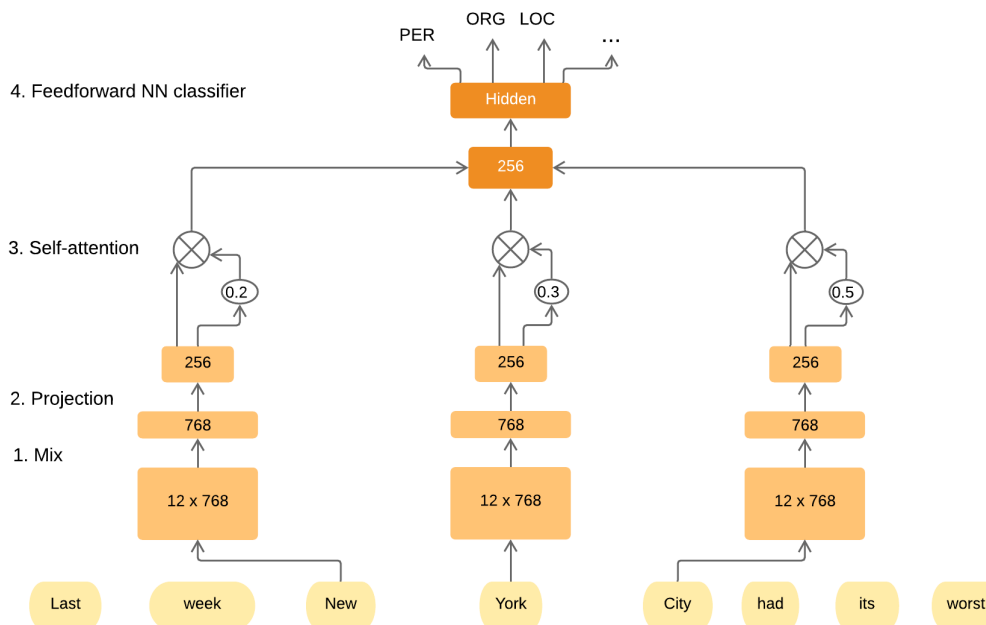 PER ORG LOC ...
4. Feedforward NN classifier
Hidden
256
3. Self-attention
0.2 0.3 0.5
256 256 256
2. Projection
768 768 768
1. Mix
12 x 768 12 x 768 12 x 768
Last week New York City had its worst